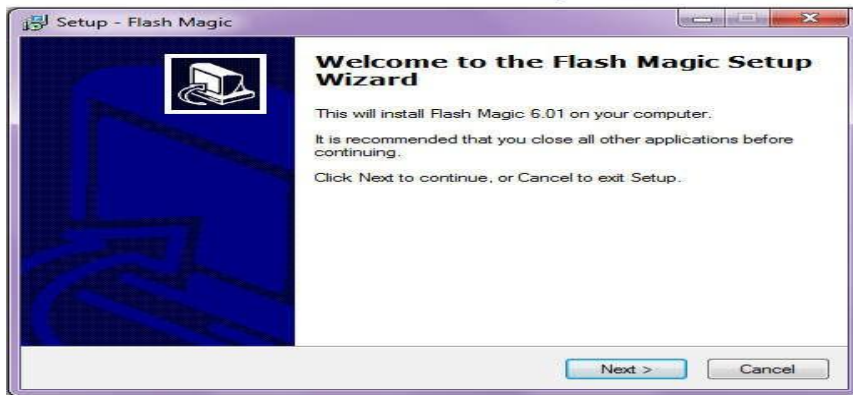 Setup - Flash Magic
Welcome to the Flash Magic Setup
Wizard
This will install Flash Magic 6.01 on your computer.
It is recommended that you close all other applications before
continuing.
Click Next to continue, or Cancel to exit Setup.
Next >
Cancel